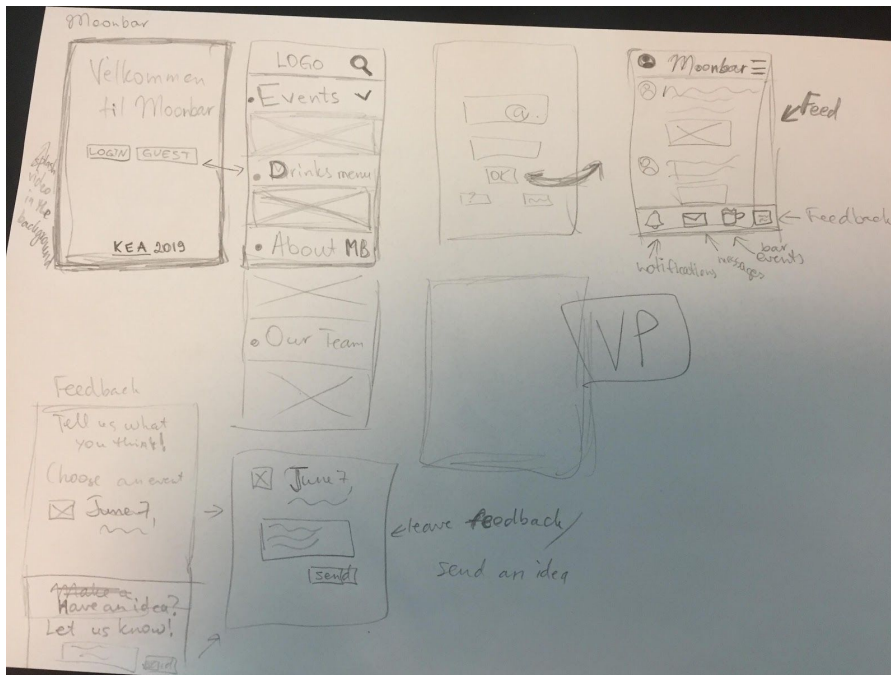 Moonbar
Velkommen
til Moonbar
LOGIN GUEST
KEA 2019
video
in the
background
LOGO
Events
Drinks menu
About MB
Our Team
@.
OK
?
Moonbar
Feed
Feedback
notifications
messages
bar
events
VP
Feedback
Tell us what
you think!
Choose an event
June 7,
Have an idea?
Let us know!
send
June 7,
send
leave feedback/
send an idea